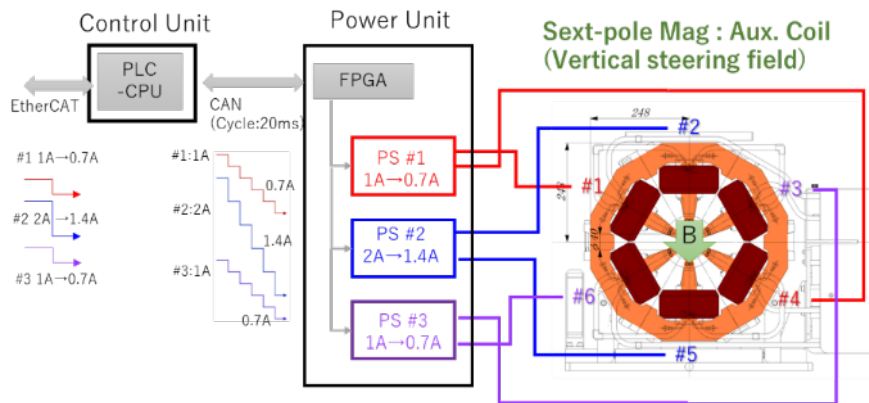 Control Unit
PLC
-CPU
EtherCAT
CAN
(Cycle:20ms)
Power Unit
FPGA
PS #1
1A→0.7A
PS #2
2A→1.4A
PS #3
1A→0.7A
#1 1A→0.7A
#2 2A→1.4A
#3 1A→0.7A
#1:1A
0.7A
#2:2A
1.4A
#3:1A
0.7A
Sext-pole Mag : Aux. Coil
(Vertical steering field)
248
#2
#1
#3
248
B
#6
#4
#5